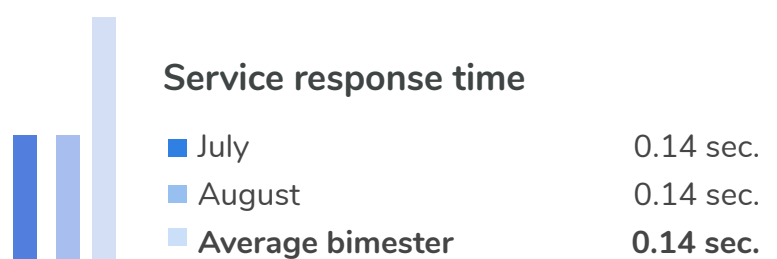 Service response time
July 0.14 sec.
August 0.14 sec.
Average bimester 0.14 sec.